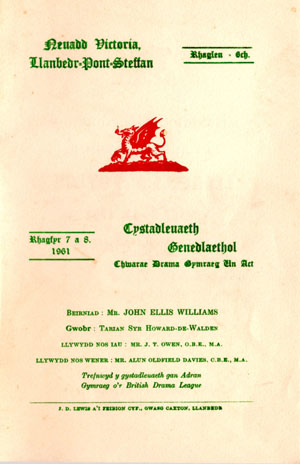 Neuadd Victoria,
Llanbedr-Pont-Steffan
Rhaglen - 6ch.
Rhagfyr 7 a 8.
1961
Cystadleuaeth
Genedlaethol
Chwarae Drama Gymraeg Un Act
BEIRNIAD : MR. JOHN ELLIS WILLIAMS
Gwobr : TARIAN SYR HOWARD-DE-WALDEN
LLYWYDD NOS IAU : MR. J. T. OWEN, O.B.E., M.A.
LLYWYDD NOS WENER : MR. ALUN OLDFIELD DAVIES, C.B.E., M.A.
Trefnwyd y gystadleuaeth gan Adran
Gymraeg o'r British Drama League
J. D. LEWIS A'I FEIBION CYF., GWASG CAXTON, LLANBEDR